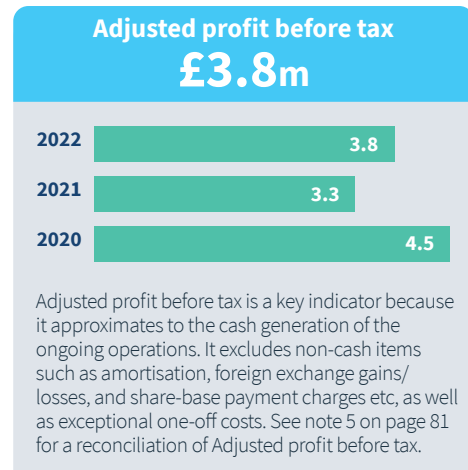 Adjusted profit before tax
£3.8m
2022 3.8
2021 3.3
2020 4.5
Adjusted profit before tax is a key indicator because
it approximates to the cash generation of the
ongoing operations. It excludes non-cash items
such as amortisation, foreign exchange gains/
losses, and share-base payment charges etc, as well
as exceptional one-off costs. See note 5 on page 81
for a reconciliation of Adjusted profit before tax.